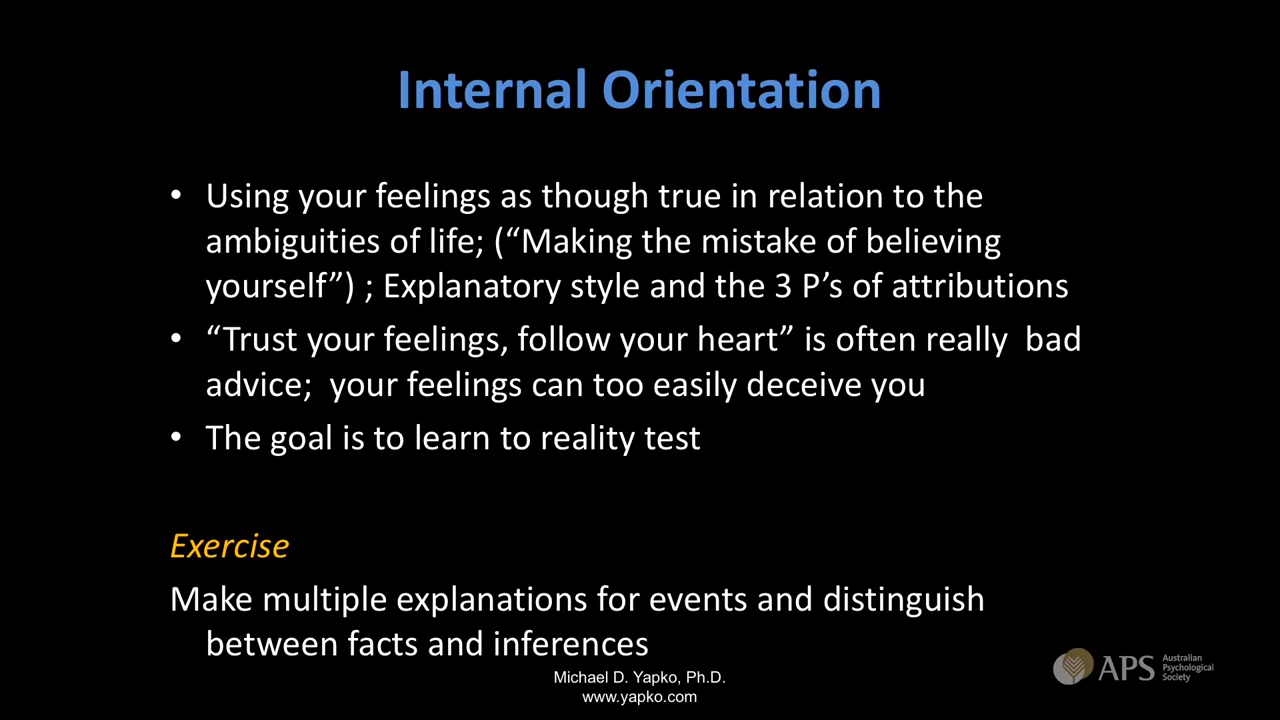 Internal Orientation
• Using your feelings as though true in relation to the
ambiguities of life; (“Making the mistake of believing
yourself”) ; Explanatory style and the 3 P’s of attributions
• “Trust your feelings, follow your heart” is often really  bad
advice;  your feelings can too easily deceive you
• The goal is to learn to reality test
Exercise
Make multiple explanations for events and distinguish
between facts and inferences
Michael D. Yapko, Ph.D.
www.yapko.com
APS
Australian
Psychological
Society